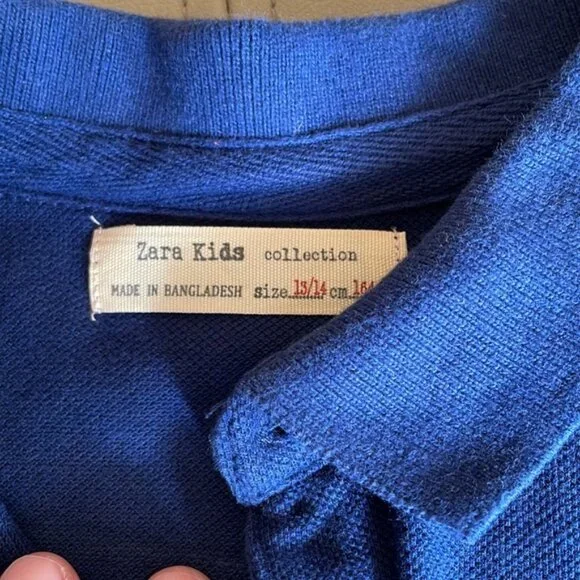 Zara Kids collection
MADE IN BANGLADESH size 13/14 cm 164